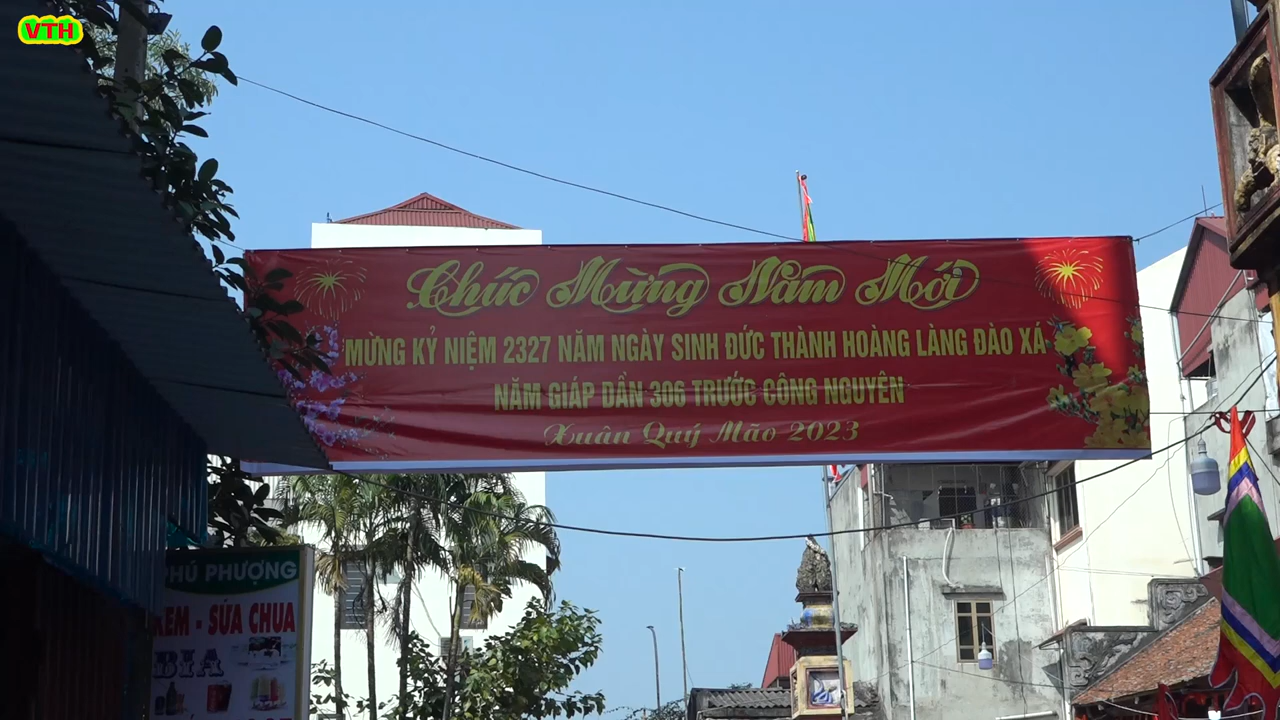 VTH
Chúc Mừng Năm Mới
MỪNG KỶ NIỆM 2327 NĂM NGÀY SINH ĐỨC THÀNH HOÀNG LÀNG ĐÀO XÁ
NĂM GIÁP DẦN 306 TRƯỚC CÔNG NGUYÊN
Xuân Quý Mão 2023
PHÚ PHƯỢNG
KEM - SỮA CHUA
BIA